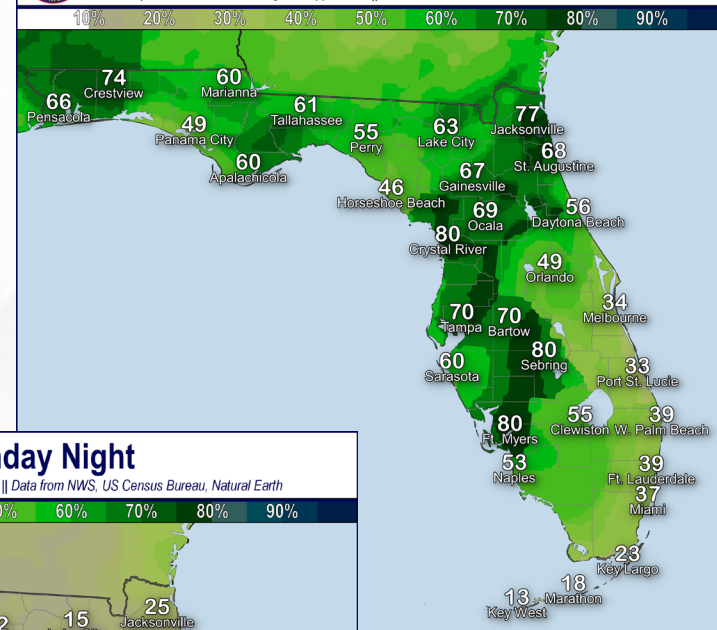 10% 20% 30% 40% 50% 60% 70% 80% 90%
74
Crestview
60
Marianna
66
Pensacola
61
Tallahassee
77
Jacksonville
49
Panama City
55
Perry
63
Lake City
68
St. Augustine
60
Apalachicola
67
Gainesville
46
Horseshoe Beach
69
Ocala
56
Daytona Beach
80
Crystal River
49
Orlando
34
Melbourne
70
Tampa
70
Bartow
80
Sebring
60
Sarasota
33
Port St. Lucie
80
Ft. Myers
55
Clewiston
39
W. Palm Beach
53
Naples
39
Ft. Lauderdale
37
Miami
23
Key Largo
18
Marathon
13
Key West
day Night
|| Data from NWS, US Census Bureau, Natural Earth
0% 60% 70% 80% 90%
2
15
25
Jacksonville